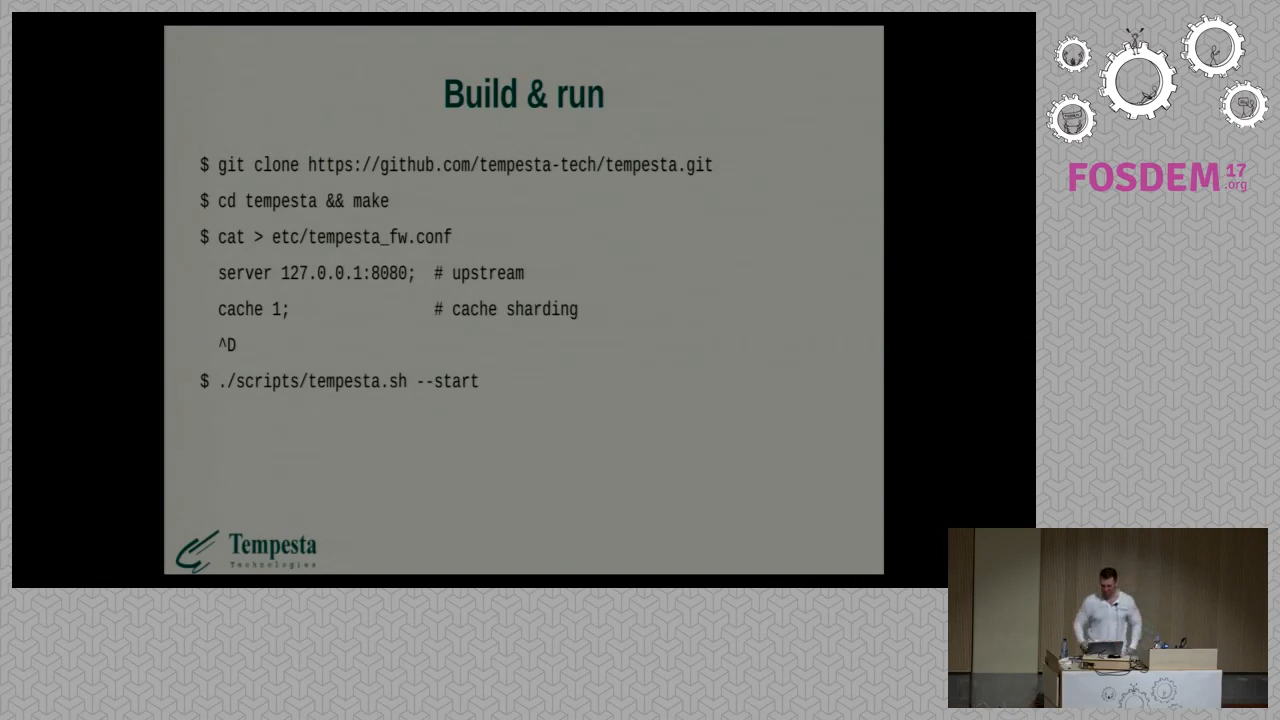 Build & run
$ git clone https://github.com/tempesta-tech/tempesta.git
$ cd tempesta && make
$ cat > etc/tempesta_fw.conf
server 127.0.0.1:8080;  # upstream
cache 1;                # cache sharding
^D
$ ./scripts/tempesta.sh --start
Tempesta
Technologies
FOSDEM 17
.org